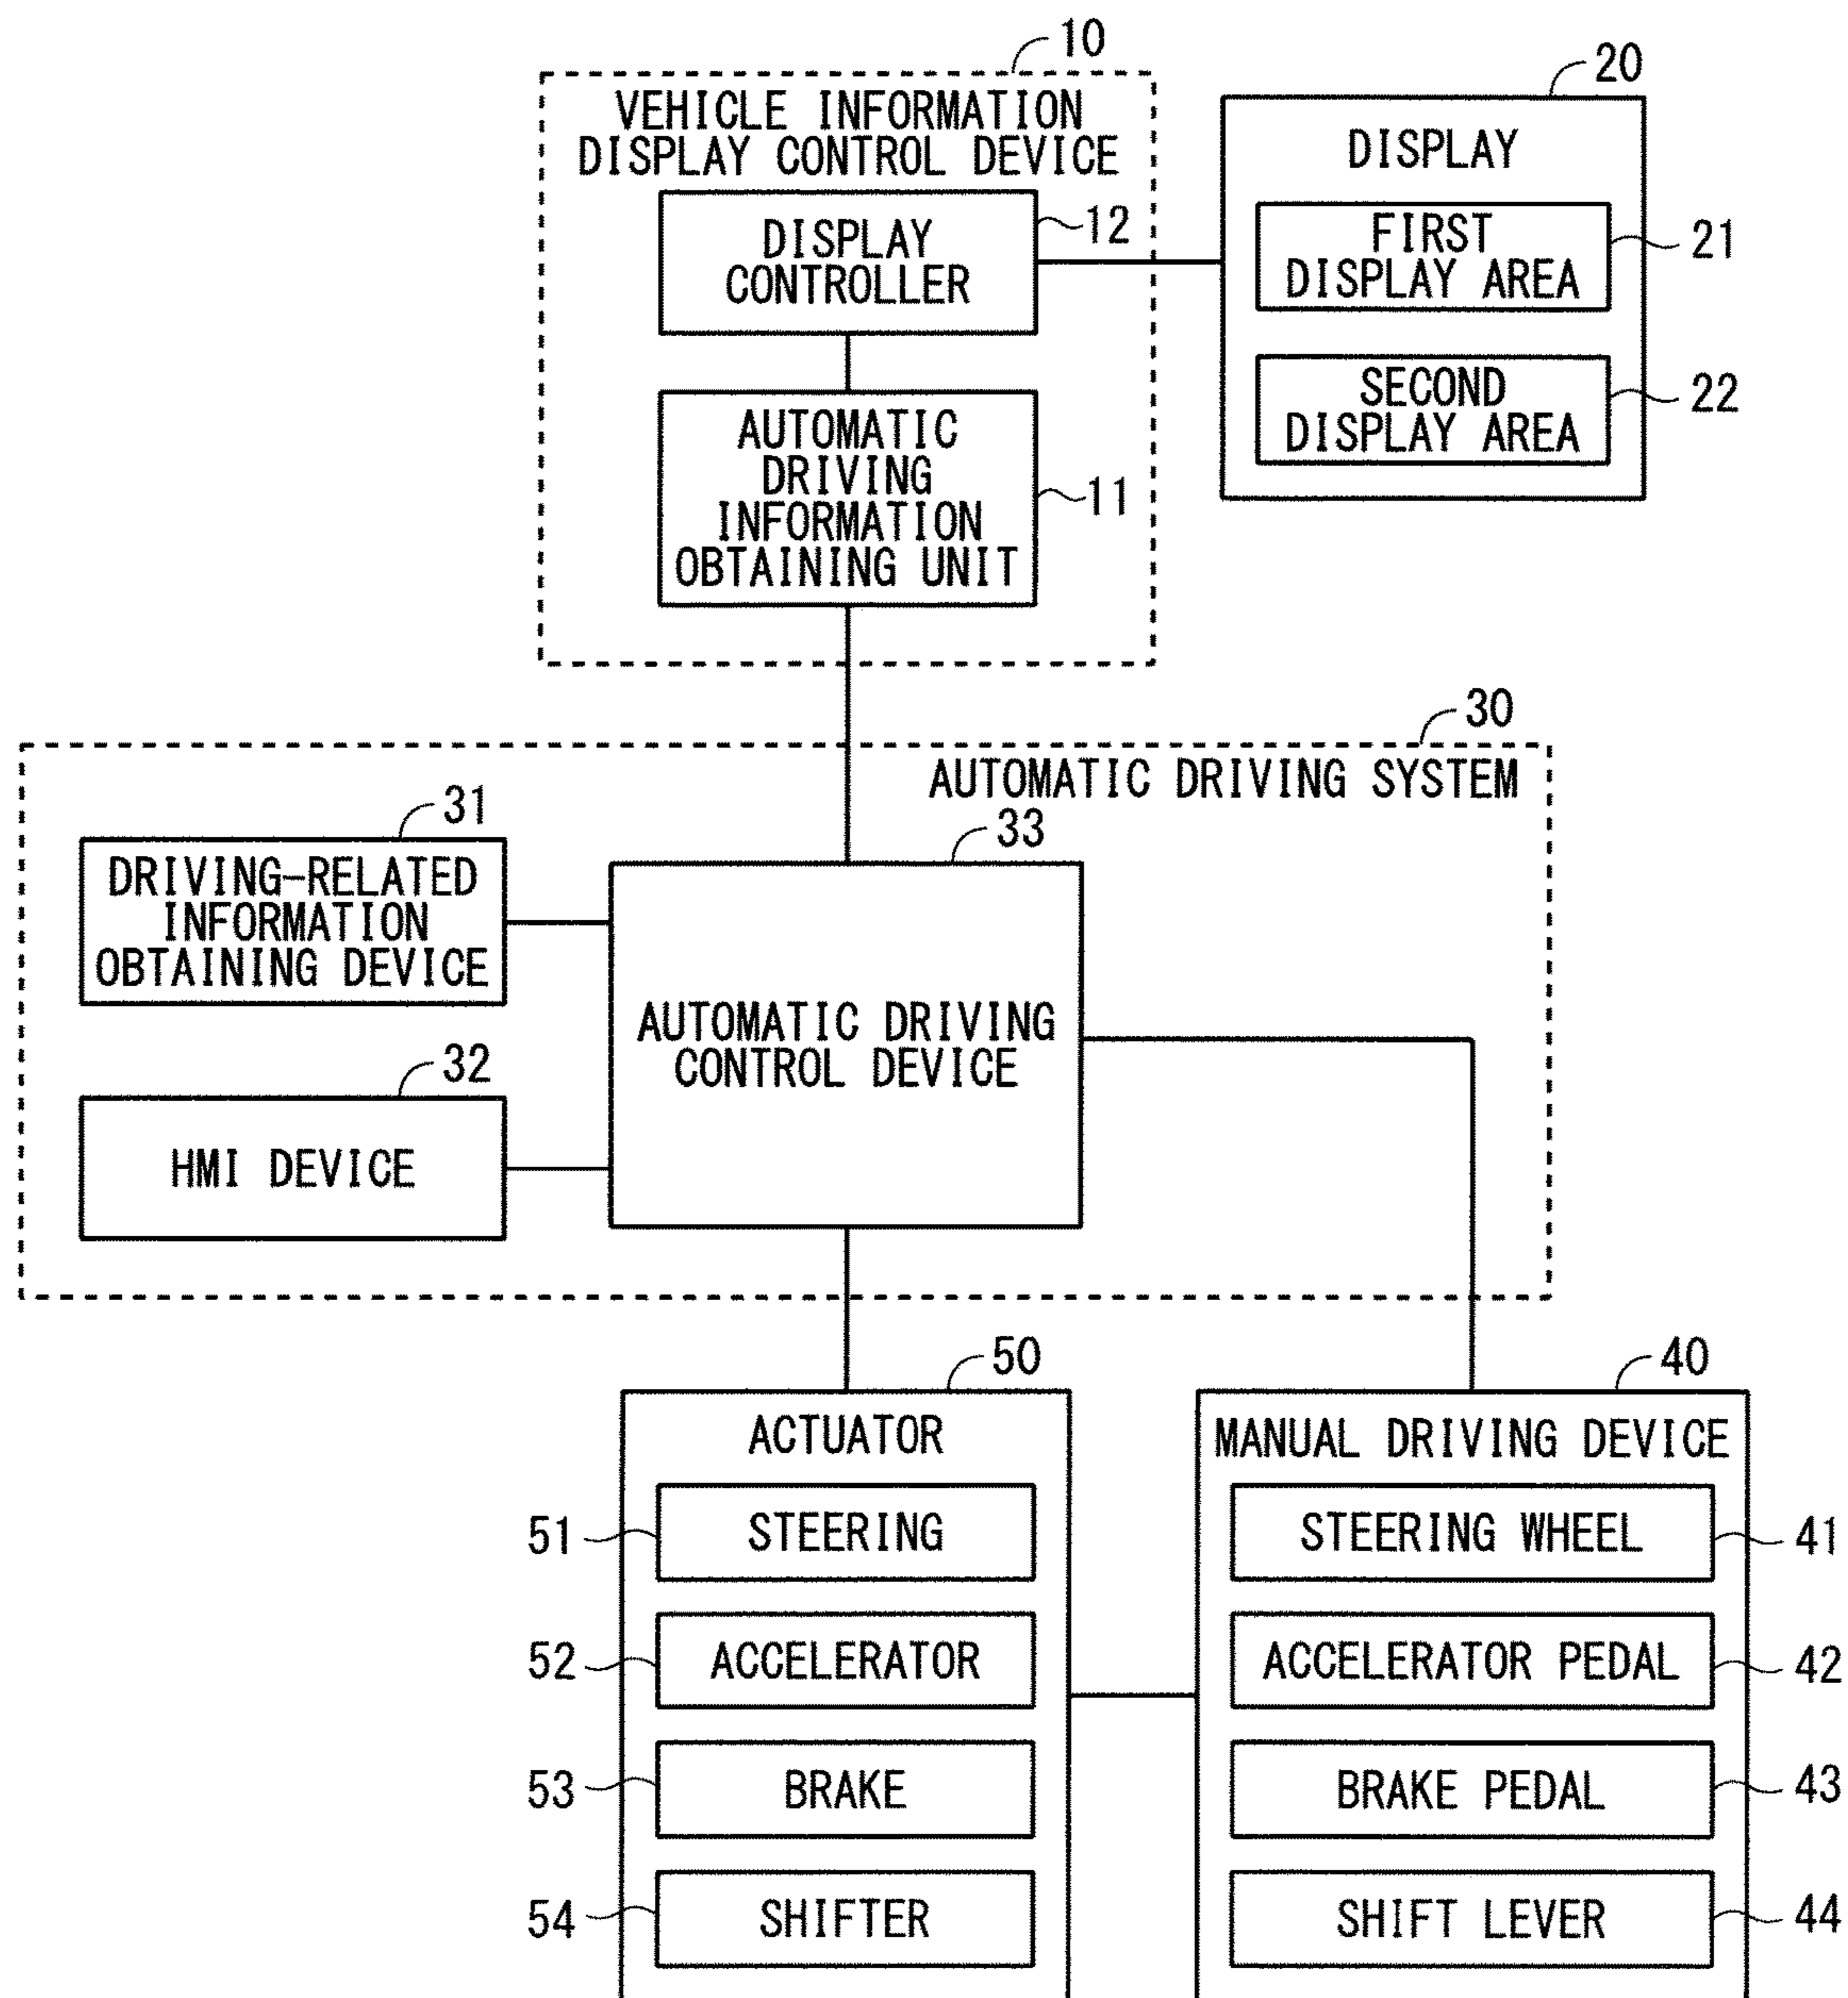 10
VEHICLE INFORMATION
DISPLAY CONTROL DEVICE
20
DISPLAY
12
DISPLAY
CONTROLLER
FIRST
DISPLAY AREA
21
SECOND
DISPLAY AREA
22
AUTOMATIC
DRIVING
INFORMATION
OBTAINING UNIT
11
30
AUTOMATIC DRIVING SYSTEM
31
DRIVING-RELATED
INFORMATION
OBTAINING DEVICE
33
AUTOMATIC DRIVING
CONTROL DEVICE
32
HMI DEVICE
50
ACTUATOR
51
STEERING
52
ACCELERATOR
53
BRAKE
54
SHIFTER
40
MANUAL DRIVING DEVICE
STEERING WHEEL
41
ACCELERATOR PEDAL
42
BRAKE PEDAL
43
SHIFT LEVER
44